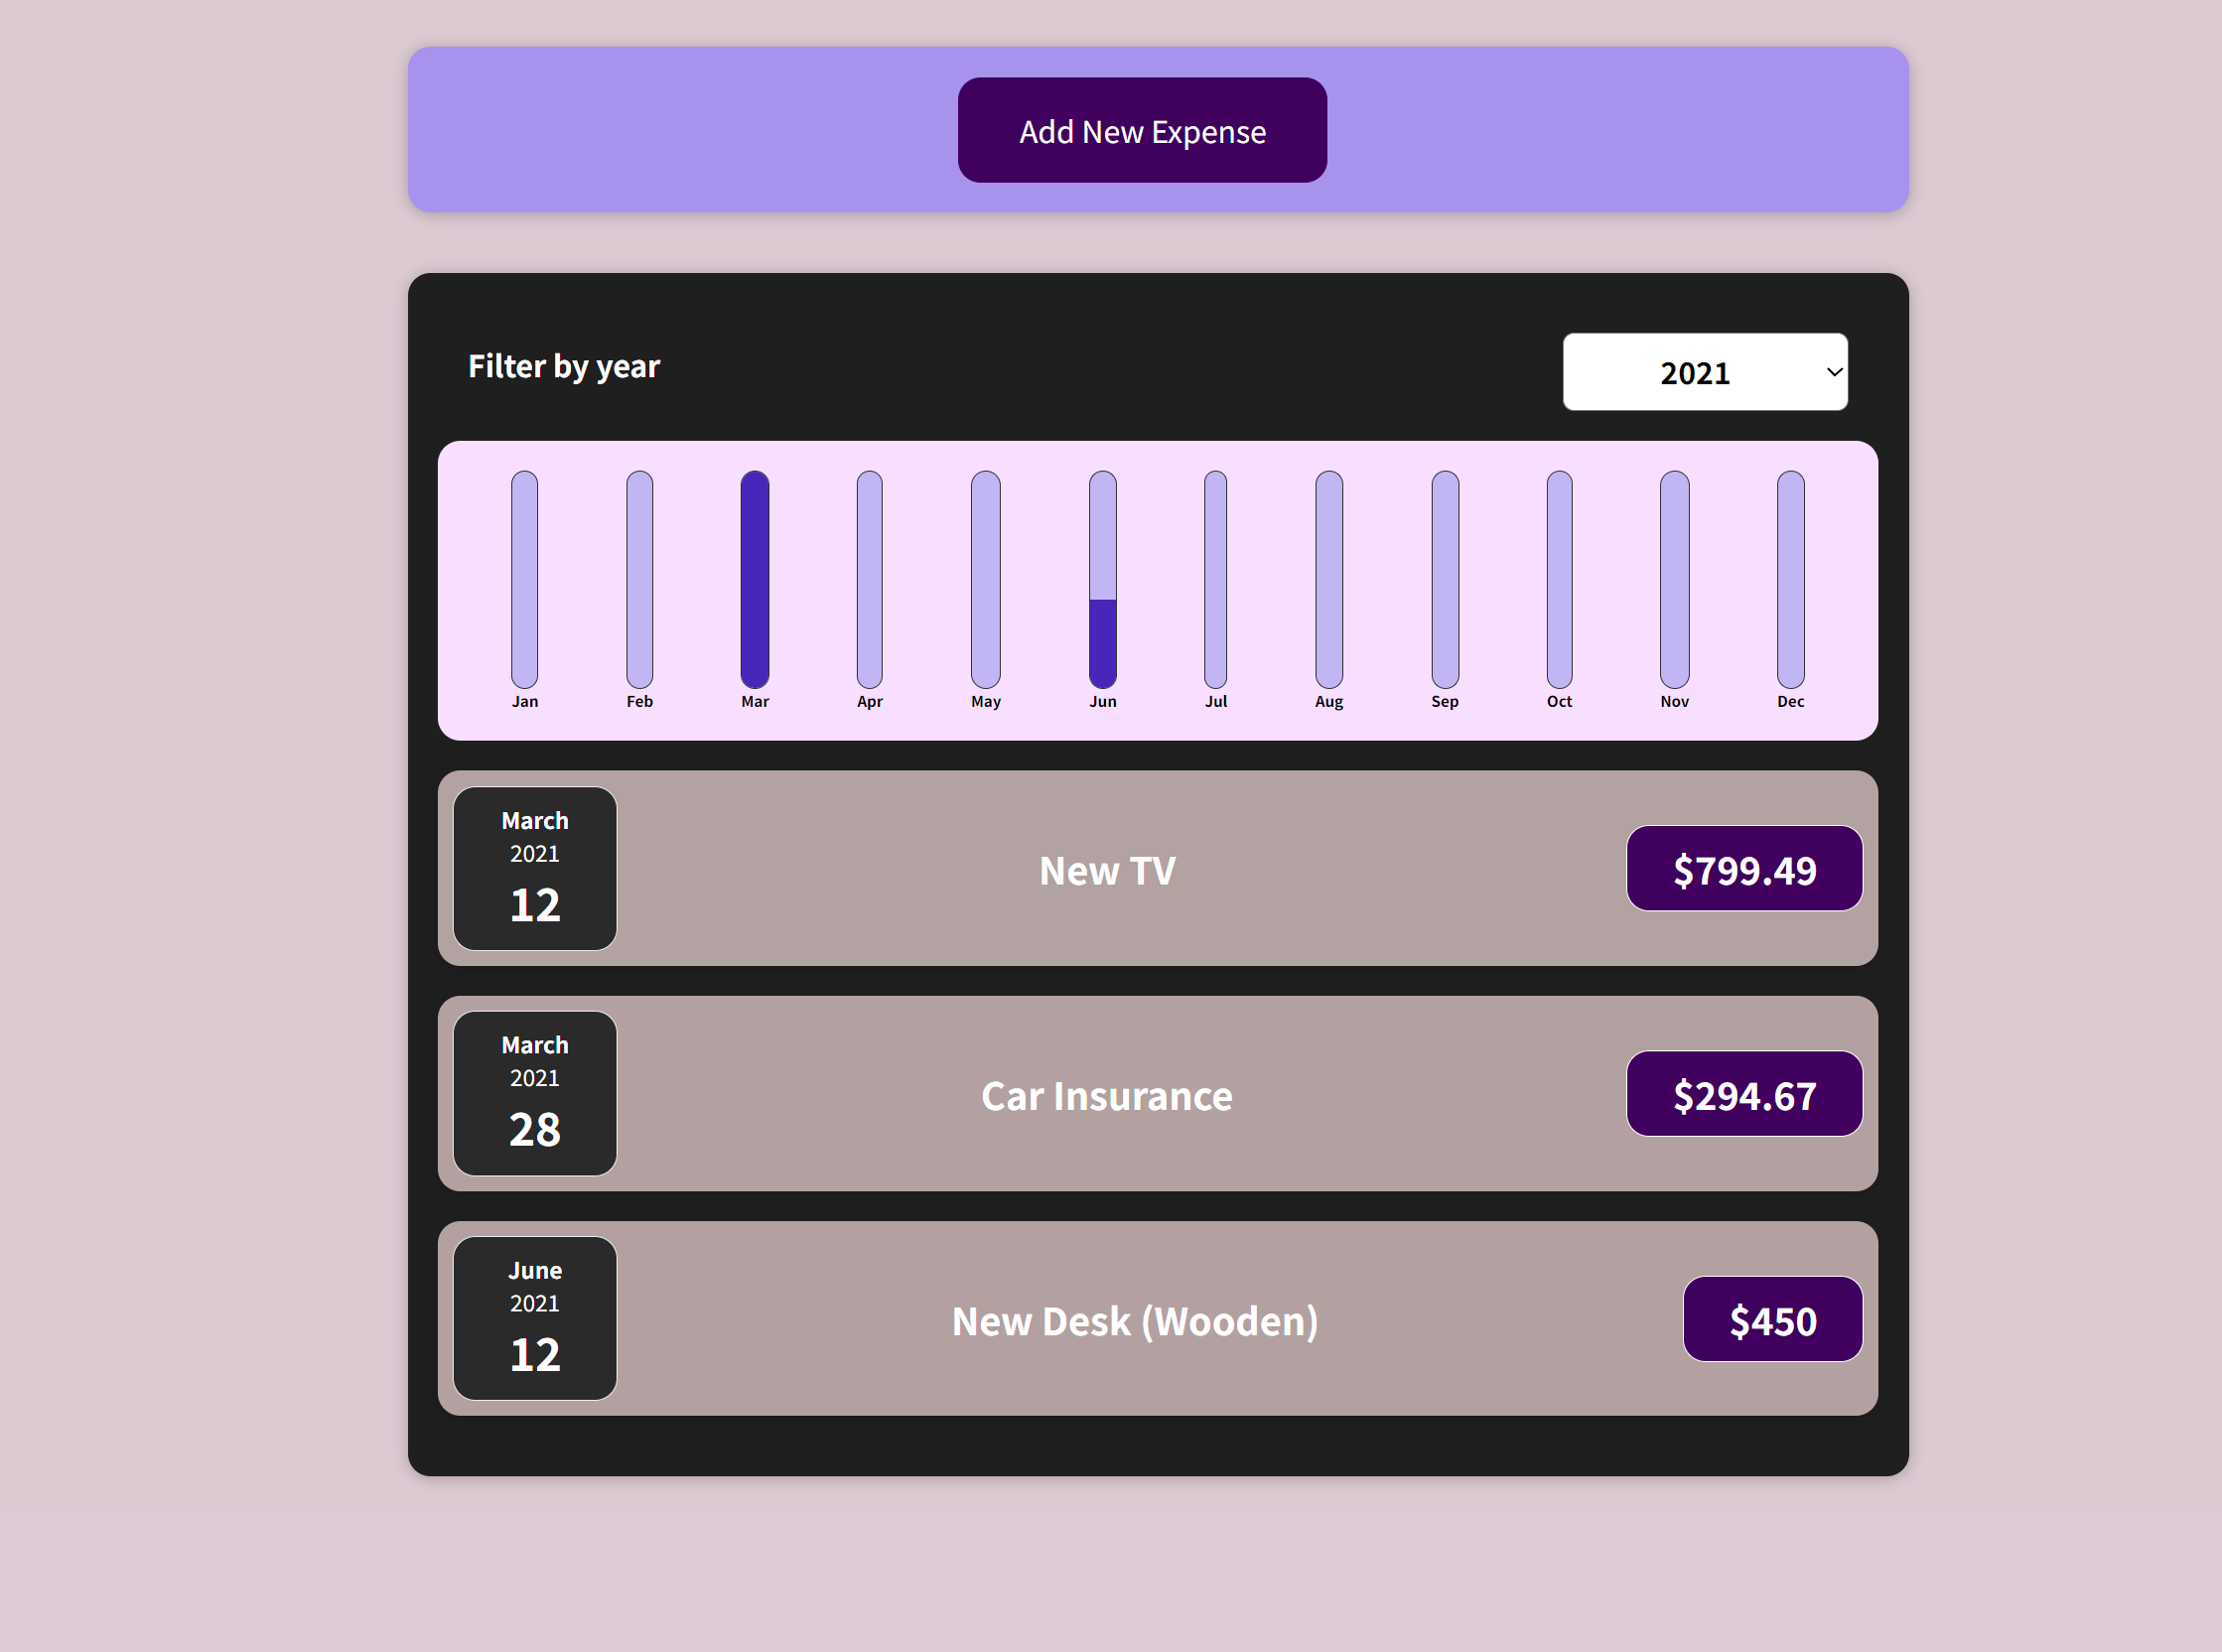 Add New Expense
Filter by year
2021
Jan Feb Mar Apr May Jun Jul Aug Sep Oct Nov Dec
March
2021
12
New TV
$799.49
March
2021
28
Car Insurance
$294.67
June
2021
12
New Desk (Wooden)
$450